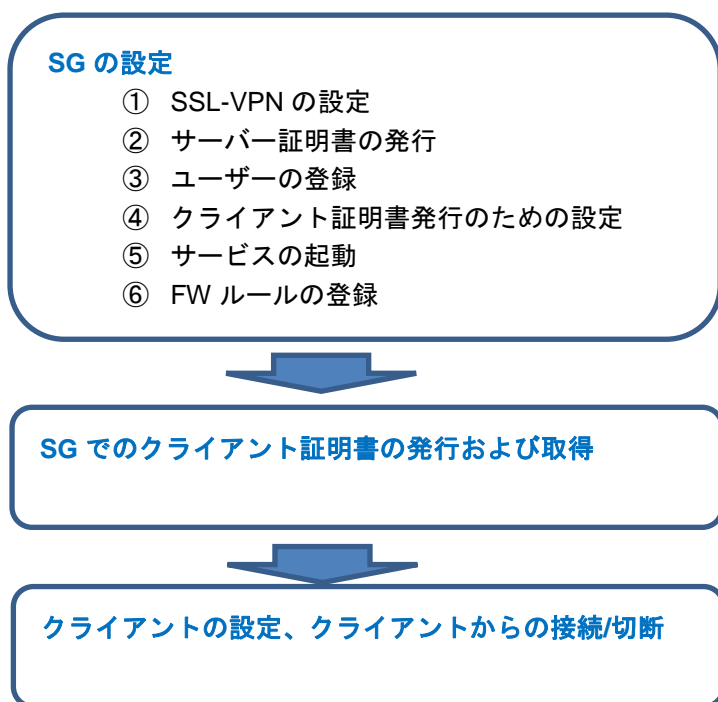 SG の設定
① SSL-VPN の設定
② サーバー証明書の発行
③ ユーザーの登録
④ クライアント証明書発行のための設定
⑤ サービスの起動
⑥ FW ルールの登録
SG でのクライアント証明書の発行および取得
クライアントの設定、クライアントからの接続/切断